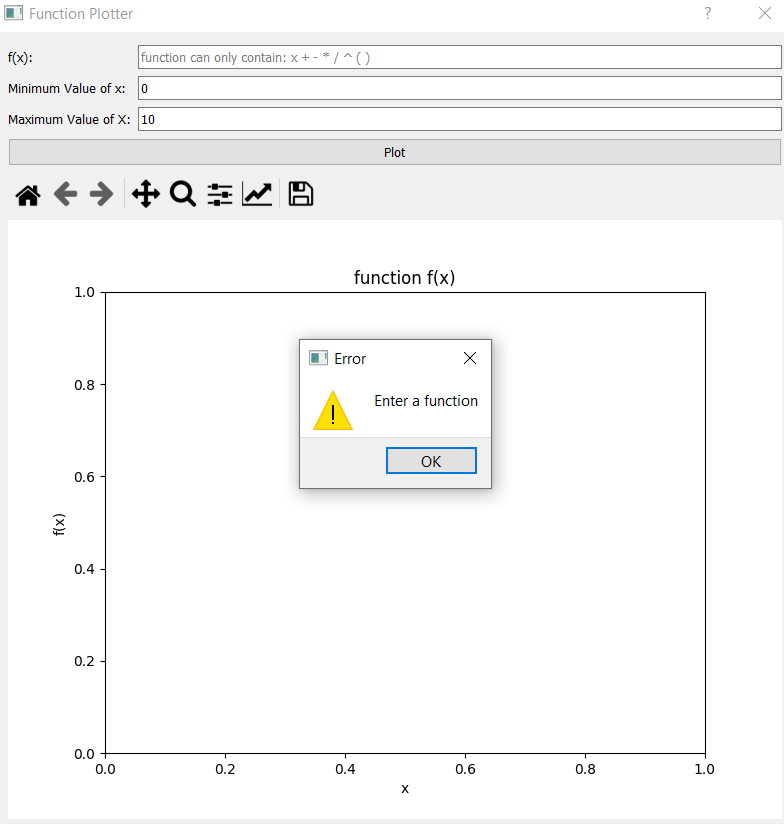 Function Plotter
f(x): function can only contain: x + - * / ^ ( )
Minimum Value of x: 0
Maximum Value of X: 10
Plot
function f(x)
1.0
0.8
0.6
0.4
0.2
0.0
f(x)
Error
Enter a function
OK
0.0 0.2 0.4 0.6 0.8 1.0
x